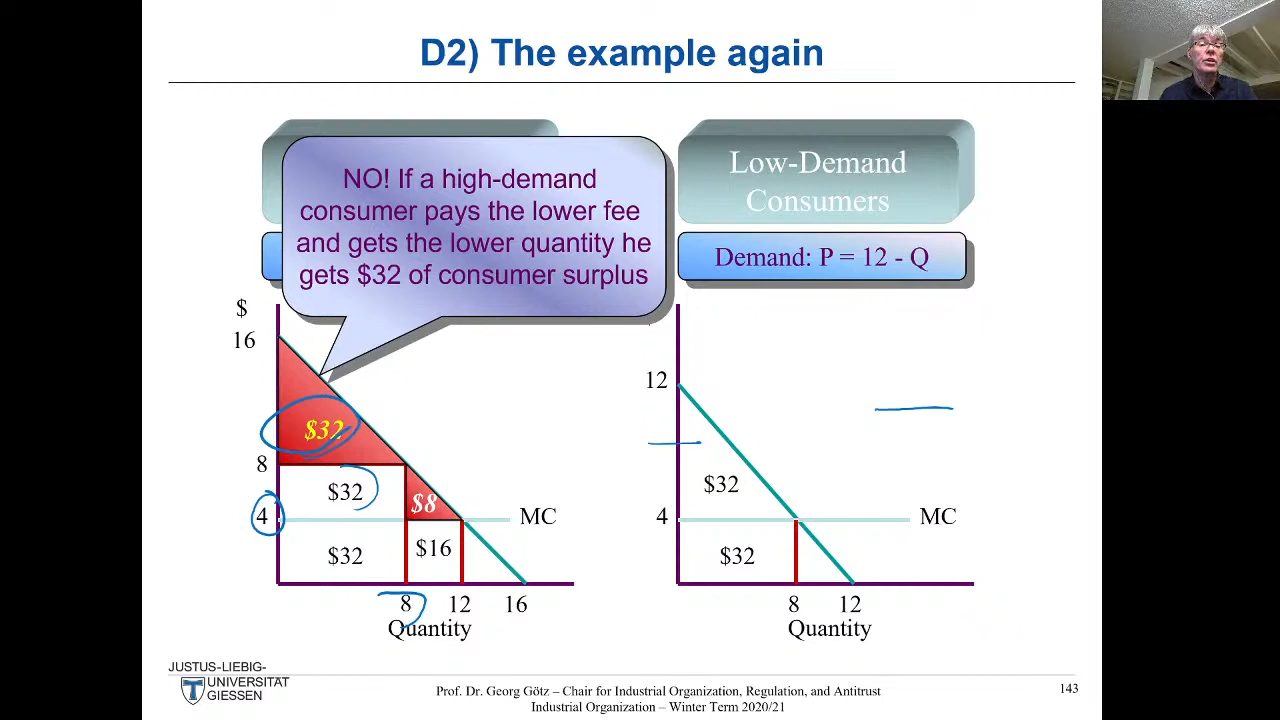 D2) The example again
NO! If a high-demand
consumer pays the lower fee
and gets the lower quantity he
gets $32 of consumer surplus
Low-Demand
Consumers
Demand: P = 12 - Q
$
16
$32
8
$32
$8
4
MC
$32
$16
8
12
16
Quantity
12
$32
4
MC
$32
8
12
Quantity
JUSTUS-LIEBIG-
UNIVERSITÄT
GIESSEN
Prof. Dr. Georg Götz – Chair for Industrial Organization, Regulation, and Antitrust
Industrial Organization – Winter Term 2020/21
143